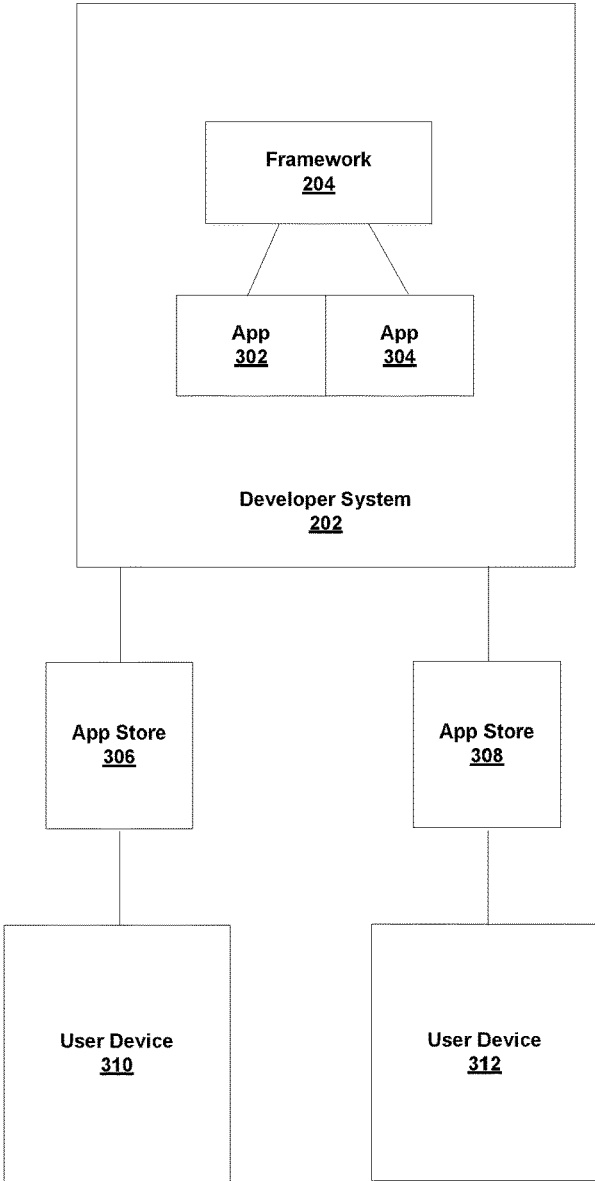 Framework
204
App
302
App
304
Developer System
202
App Store
306
App Store
308
User Device
310
User Device
312